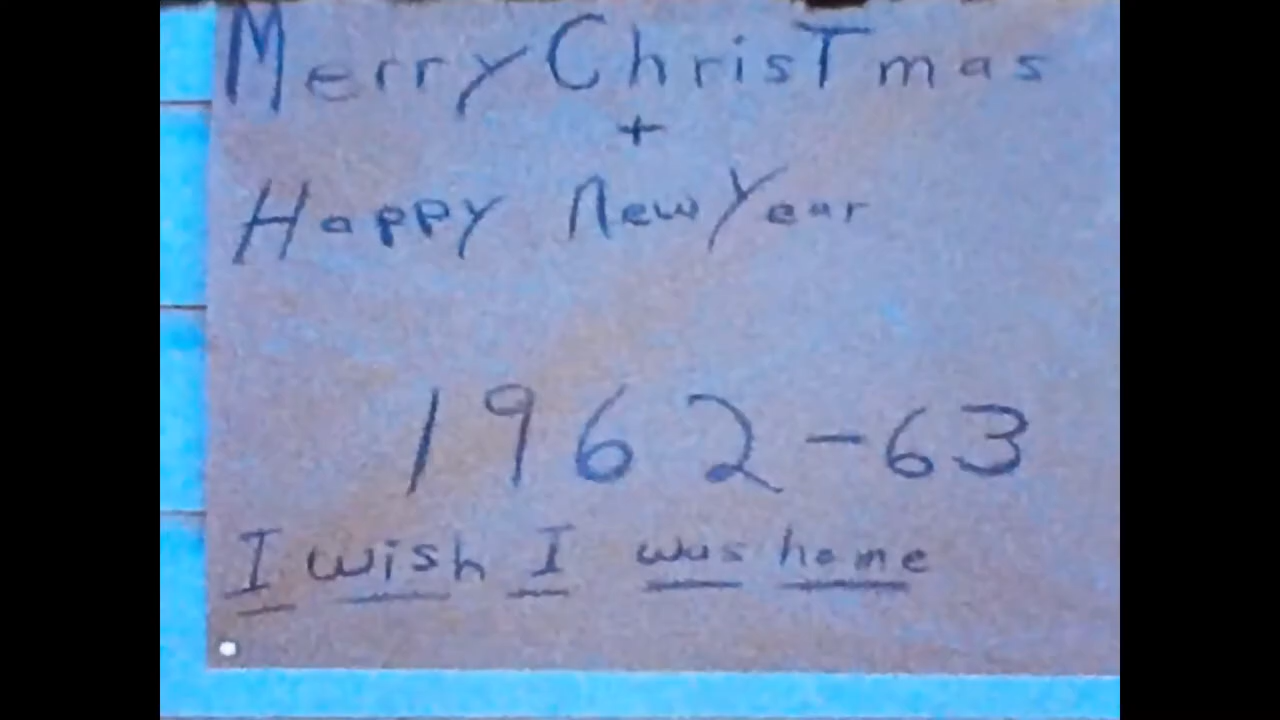 Merry ChrisTmas
+
Happy New Year
1962-63
I wish I was home